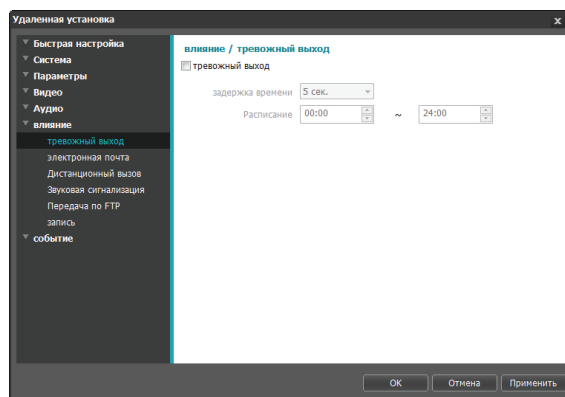 Удаленная установка
x
Быстрая настройка
Система
Параметры
Видео
Аудио
влияние
тревожный выход
электронная почта
Дистанционный вызов
Звуковая сигнализация
Передача по FTP
запись
событие
влияние / тревожный выход
тревожный выход
задержка времени 5 сек.
Расписание 00:00 ~ 24:00
OK Отмена Применить